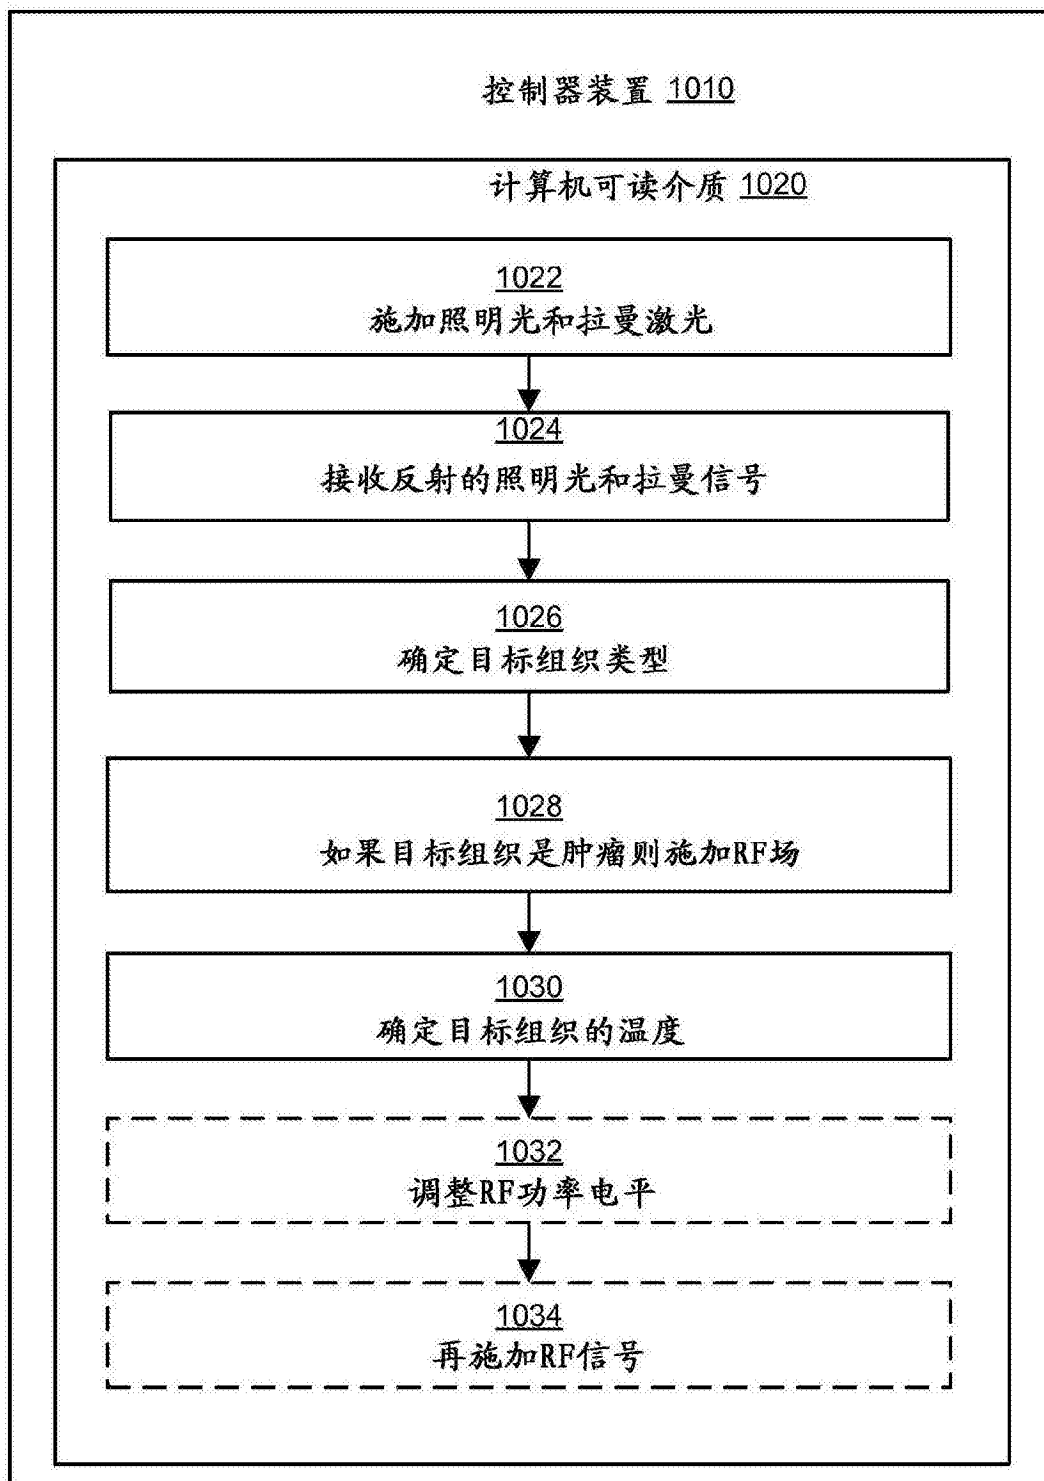 控制器装置 1010
计算机可读介质 1020
1022
施加照明光和拉曼激光
1024
接收反射的照明光和拉曼信号
1026
确定目标组织类型
1028
如果目标组织是肿瘤则施加RF场
1030
确定目标组织的温度
1032
调整RF功率电平
1034
再施加RF信号